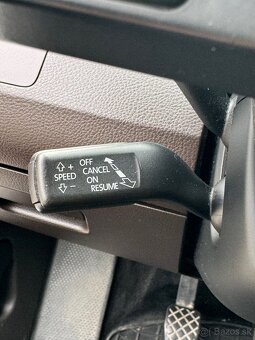 +
SPEED
-
OFF
CANCEL
ON
RESUME
Bazos.sk